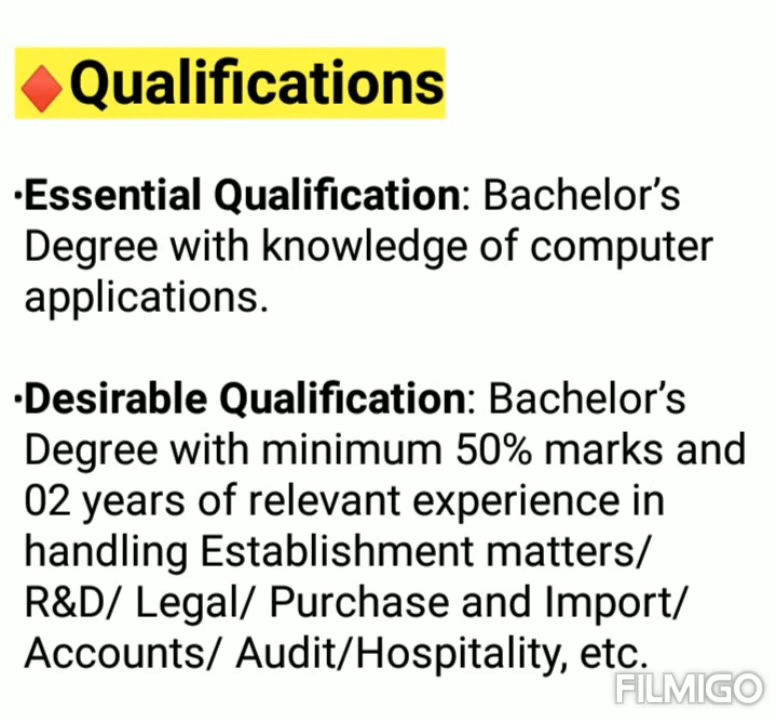 ♦Qualifications
·Essential Qualification: Bachelor’s
Degree with knowledge of computer
applications.
·Desirable Qualification: Bachelor’s
Degree with minimum 50% marks and
02 years of relevant experience in
handling Establishment matters/
R&D/ Legal/ Purchase and Import/
Accounts/ Audit/Hospitality, etc.
FILMIGO